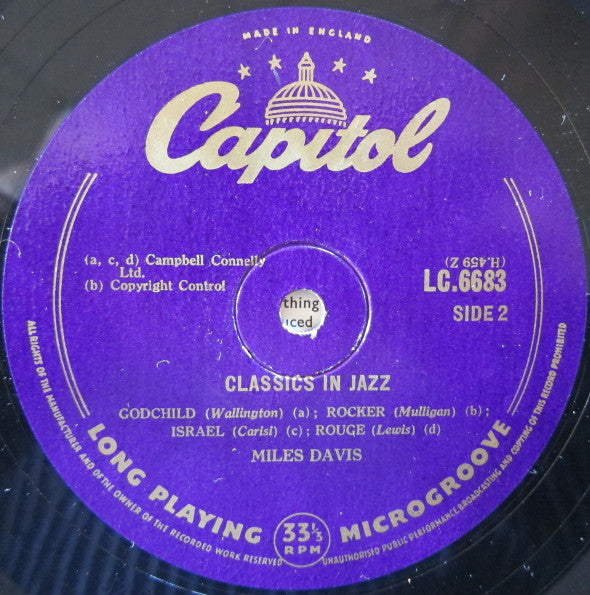 MADE IN ENGLAND
Capitol
(a, c, d) Campbell Connelly
Ltd.
(b) Copyright Control
(H.459 Z)
LC.6683
SIDE 2
thing
uced
CLASSICS IN JAZZ
GODCHILD (Wallington) (a); ROCKER (Mulligan) (b);
ISRAEL (Carisi) (c); ROUGE (Lewis) (d)
MILES DAVIS
LONG PLAYING 33⅓ RPM MICROGROOVE
ALL RIGHTS OF THE MANUFACTURER AND OF THE OWNER OF THE RECORDED WORK RESERVED
UNAUTHORISED PUBLIC PERFORMANCE, BROADCASTING AND COPYING OF THIS RECORD PROHIBITED